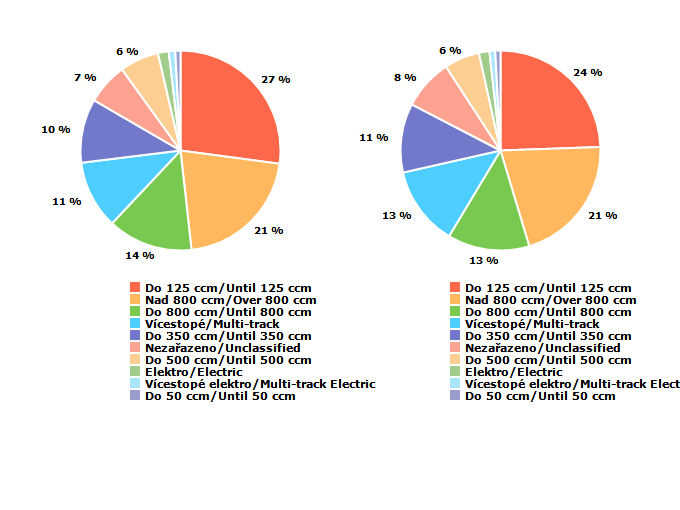 6 %
27 %
7 %
10 %
11 %
21 %
14 %
Do 125 ccm/Until 125 ccm
Nad 800 ccm/Over 800 ccm
Do 800 ccm/Until 800 ccm
Vícestopé/Multi-track
Do 350 ccm/Until 350 ccm
Nezařazeno/Unclassified
Do 500 ccm/Until 500 ccm
Elektro/Electric
Vícestopé elektro/Multi-track Electric
Do 50 ccm/Until 50 ccm
6 %
24 %
8 %
11 %
13 %
21 %
13 %
Do 125 ccm/Until 125 ccm
Nad 800 ccm/Over 800 ccm
Do 800 ccm/Until 800 ccm
Vícestopé/Multi-track
Do 350 ccm/Until 350 ccm
Nezařazeno/Unclassified
Do 500 ccm/Until 500 ccm
Elektro/Electric
Vícestopé elektro/Multi-track Elect
Do 50 ccm/Until 50 ccm